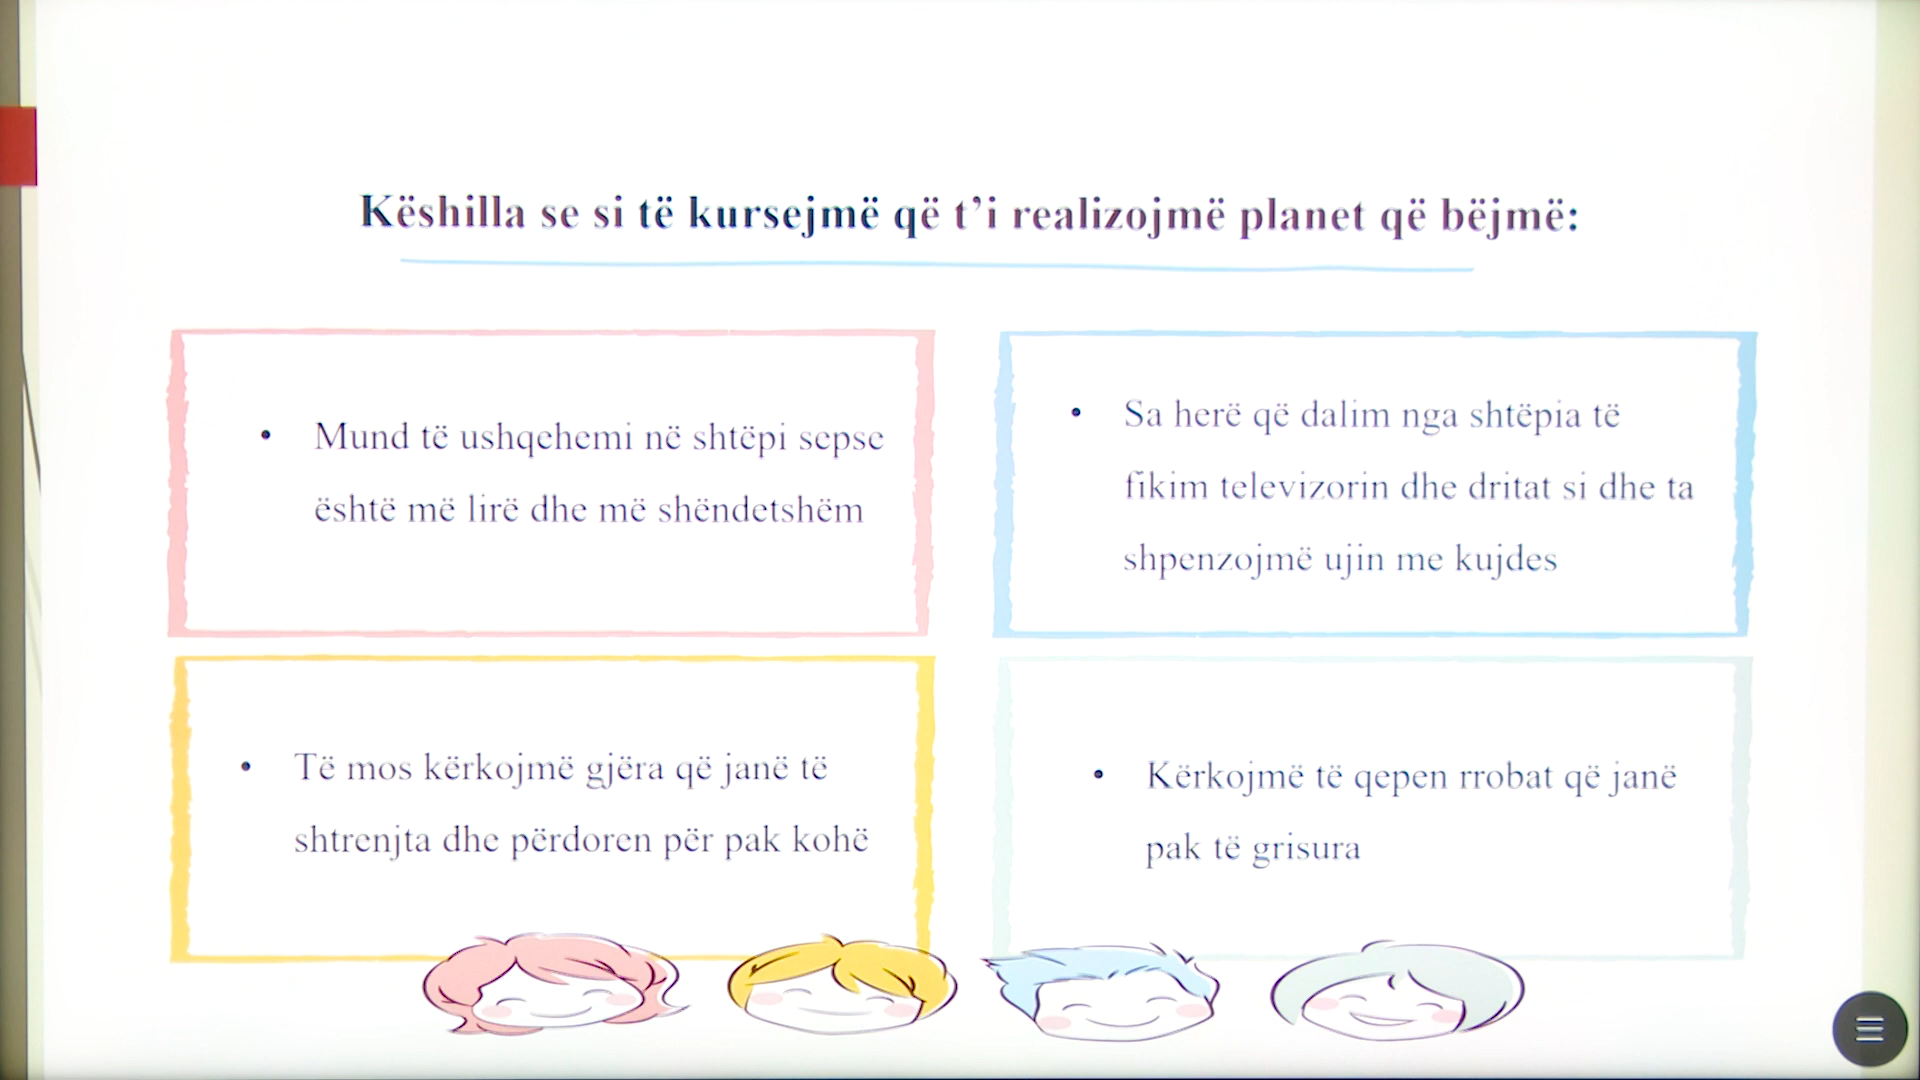 Këshilla se si të kursejmë që t’i realizojmë planet që bëjmë:
• Mund të ushqehemi në shtëpi sepse
është më lirë dhe më shëndetshëm
• Sa herë që dalim nga shtëpia të
fikim televizorin dhe dritat si dhe ta
shpenzojmë ujin me kujdes
• Të mos kërkojmë gjëra që janë të
shtrenjta dhe përdoren për pak kohë
• Kërkojmë të qepen rrobat që janë
pak të grisura